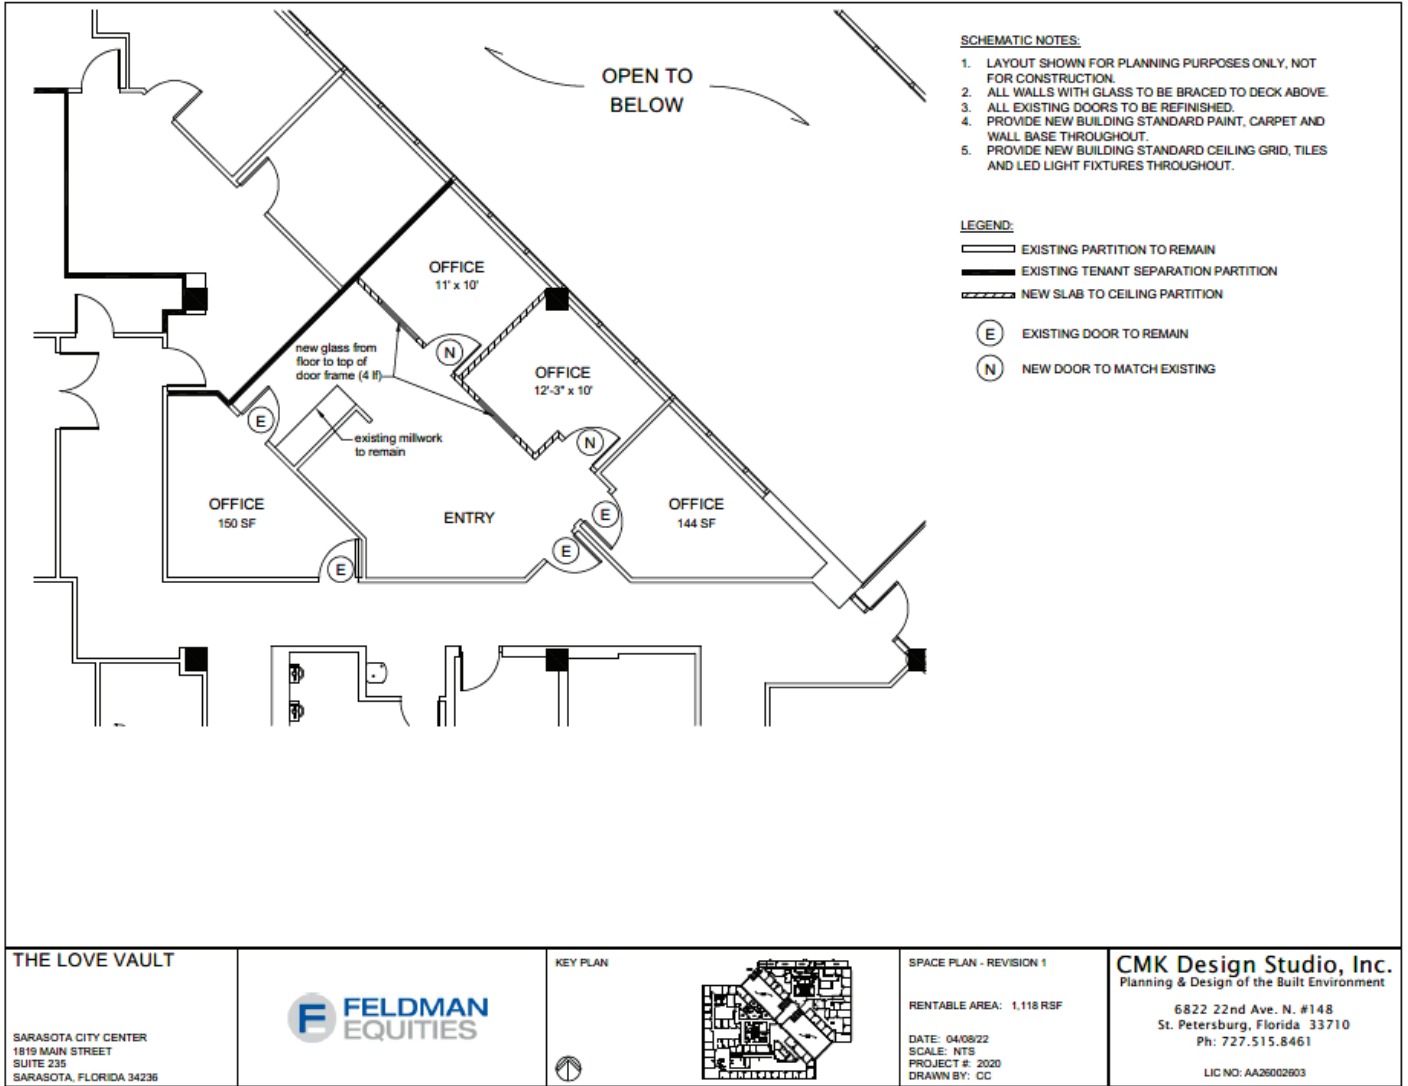 OPEN TO
BELOW
OFFICE
11' x 10'
new glass from
floor to top of
door frame (4 lf)
N
OFFICE
12'-3" x 10'
E
existing millwork
to remain
N
OFFICE
150 SF
ENTRY
OFFICE
144 SF
E
E
E
SCHEMATIC NOTES:
1. LAYOUT SHOWN FOR PLANNING PURPOSES ONLY, NOT
FOR CONSTRUCTION.
2. ALL WALLS WITH GLASS TO BE BRACED TO DECK ABOVE.
3. ALL EXISTING DOORS TO BE REFINISHED.
4. PROVIDE NEW BUILDING STANDARD PAINT, CARPET AND
WALL BASE THROUGHOUT.
5. PROVIDE NEW BUILDING STANDARD CEILING GRID, TILES
AND LED LIGHT FIXTURES THROUGHOUT.
LEGEND:
EXISTING PARTITION TO REMAIN
EXISTING TENANT SEPARATION PARTITION
NEW SLAB TO CEILING PARTITION
E EXISTING DOOR TO REMAIN
N NEW DOOR TO MATCH EXISTING
THE LOVE VAULT
SARASOTA CITY CENTER
1819 MAIN STREET
SUITE 235
SARASOTA, FLORIDA 34236
F FELDMAN
EQUITIES
KEY PLAN
SPACE PLAN - REVISION 1
RENTABLE AREA: 1,118 RSF
DATE: 04/08/22
SCALE: NTS
PROJECT #: 2020
DRAWN BY: CC
CMK Design Studio, Inc.
Planning & Design of the Built Environment
6822 22nd Ave. N. #148
St. Petersburg, Florida 33710
Ph: 727.515.8461
LIC NO: AA26002603